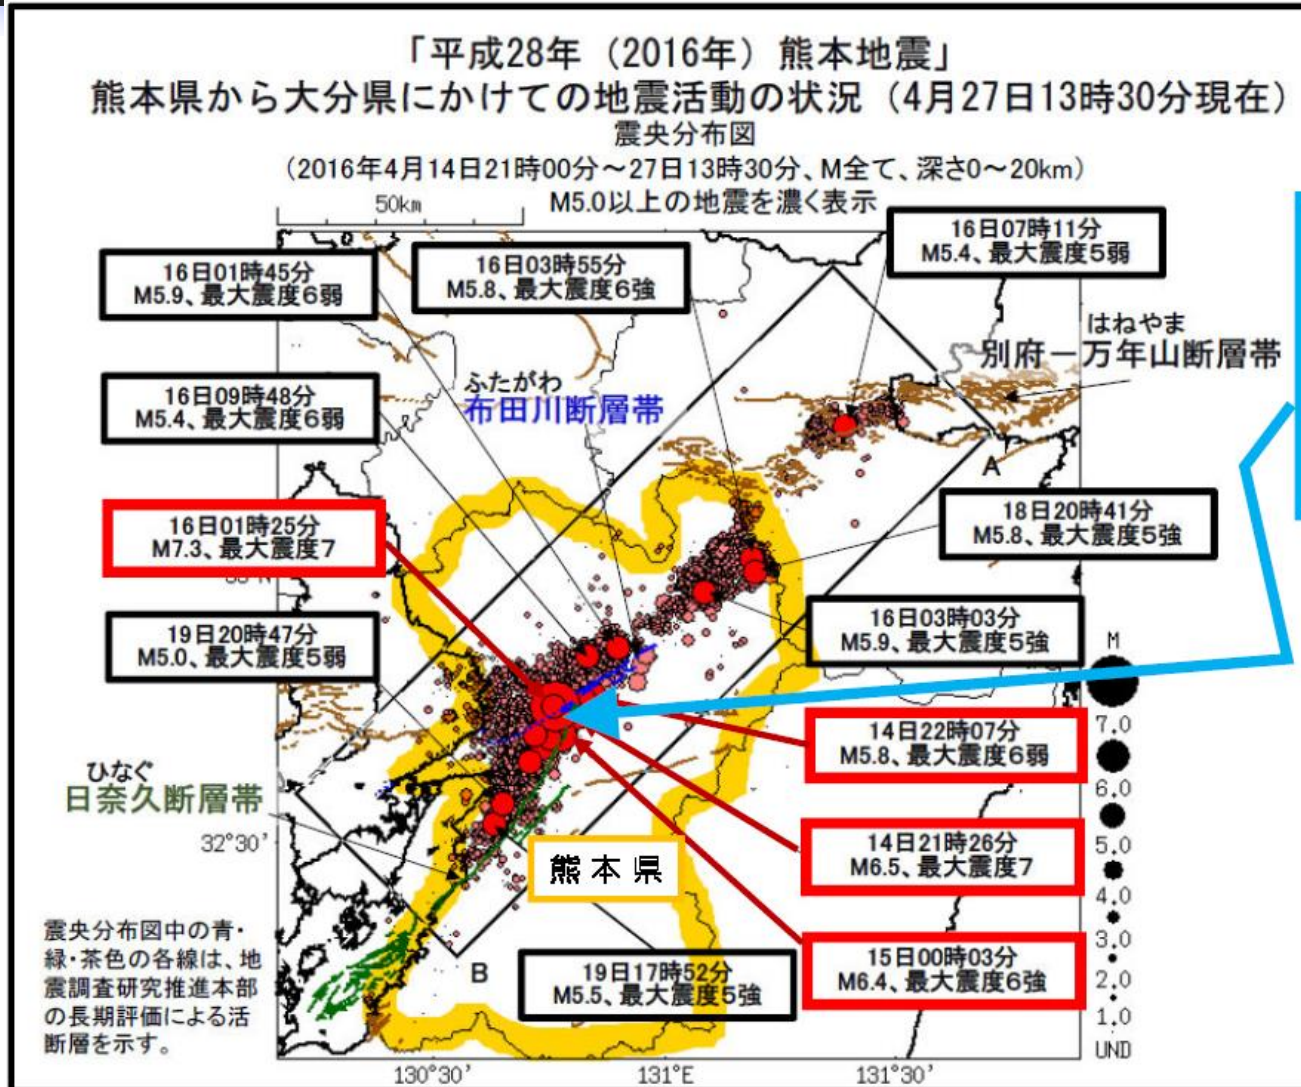 「平成28年（2016年）熊本地震」
熊本県から大分県にかけての地震活動の状況（4月27日13時30分現在）
震央分布図
（2016年4月14日21時00分～27日13時30分、M全て、深さ0～20km）
M5.0以上の地震を濃く表示
50km
16日07時11分
M5.4、最大震度5弱
16日01時45分
M5.9、最大震度6弱
16日03時55分
M5.8、最大震度6強
はねやま
別府－万年山断層帯
16日09時48分
M5.4、最大震度6弱
ふたがわ
布田川断層帯
A
16日01時25分
M7.3、最大震度7
18日20時41分
M5.8、最大震度5強
19日20時47分
M5.0、最大震度5弱
16日03時03分
M5.9、最大震度5強
M
7.0
6.0
5.0
4.0
3.0
2.0
1.0
UND
14日22時07分
M5.8、最大震度6弱
ひなぐ
日奈久断層帯
32°30'
熊本県
14日21時26分
M6.5、最大震度7
15日00時03分
M6.4、最大震度6強
B
19日17時52分
M5.5、最大震度5強
震央分布図中の青・
緑・茶色の各線は、地
震調査研究推進本部
の長期評価による活
断層を示す。
130°30'
131°E
131°30'